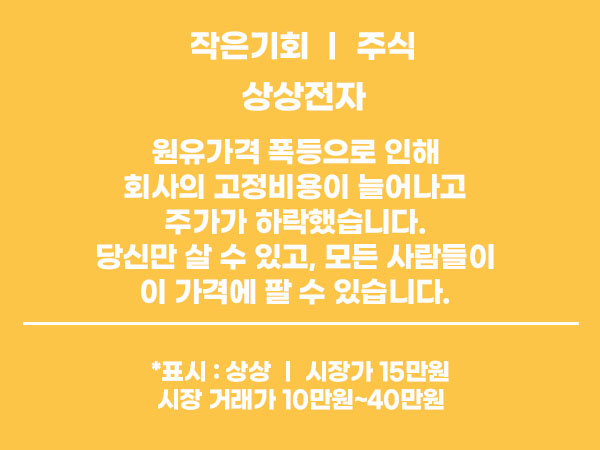 작은기회 ㅣ 주식
상상전자
원유가격 폭등으로 인해
회사의 고정비용이 늘어나고
주가가 하락했습니다.
당신만 살 수 있고, 모든 사람들이
이 가격에 팔 수 있습니다.
*표시 : 상상 ㅣ 시장가 15만원
시장 거래가 10만원~40만원